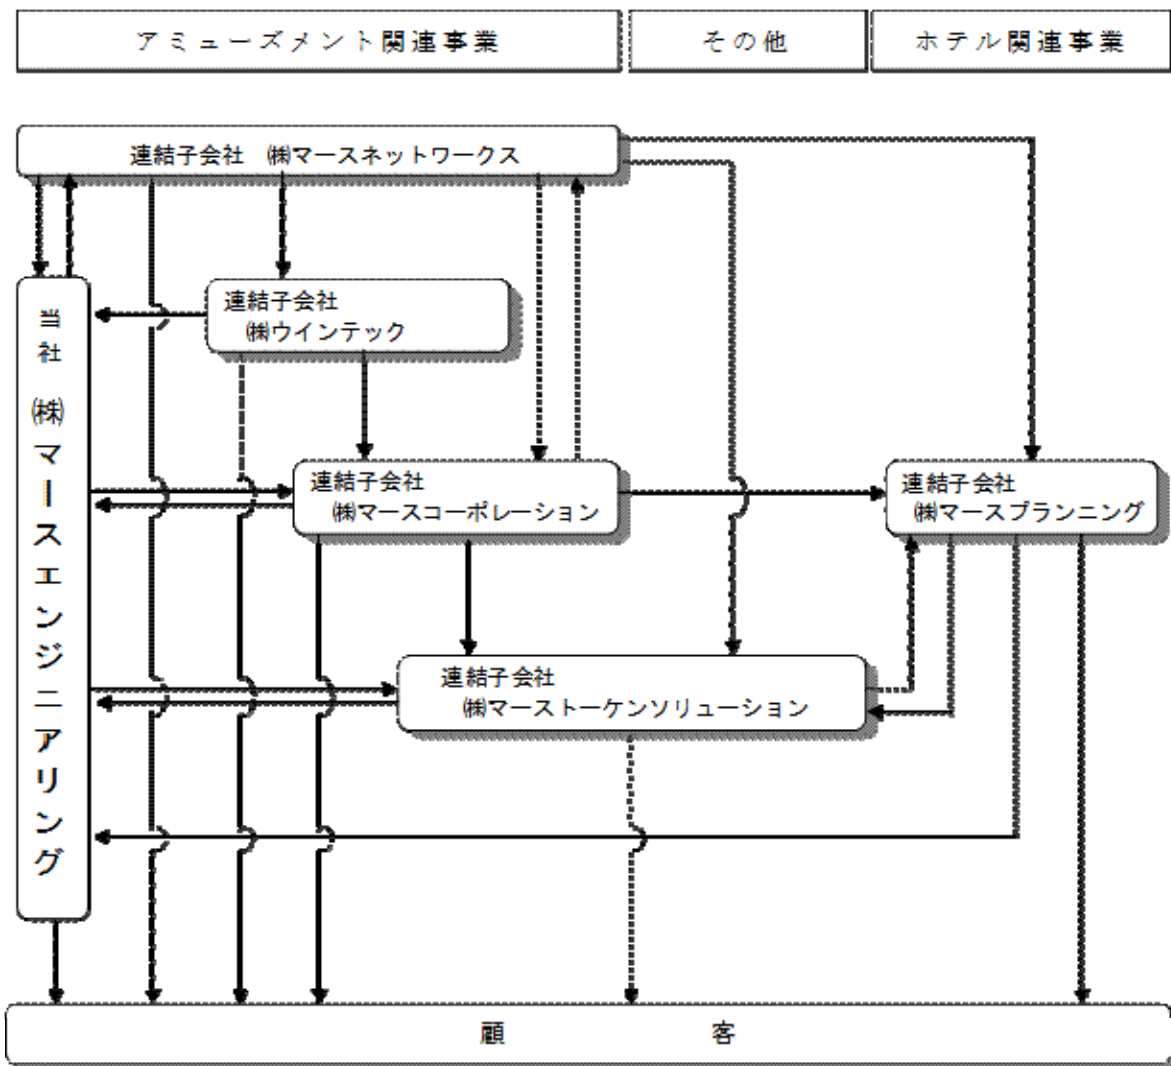 アミューズメント関連事業
その他
ホテル関連事業
連結子会社 ㈱マースネットワークス
当社 ㈱マースエンジニアリング
連結子会社
㈱ウインテック
連結子会社
㈱マースコーポレーション
連結子会社
㈱マースプランニング
連結子会社
㈱マーストーケンソリューション
顧客